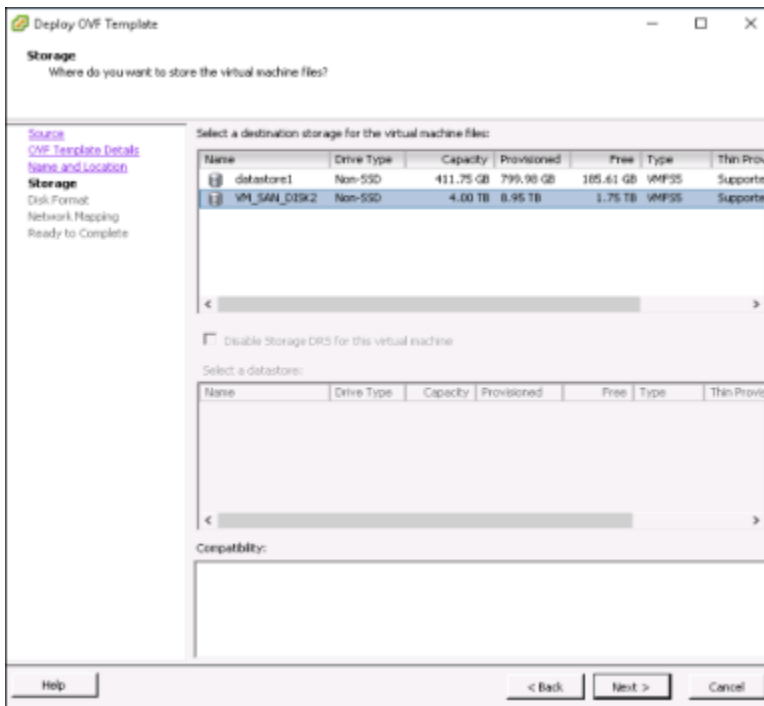 Deploy OVF Template
Storage
Where do you want to store the virtual machine files?
Source
OVF Template Details
Name and Location
Storage
Disk Format
Network Mapping
Ready to Complete
Select a destination storage for the virtual machine files:
Name Drive Type Capacity Provisioned Free Type Thin Prov
datastore1 Non-SSD 411.75 GB 799.98 GB 185.61 GB VMFS5 Supporte
VM_SAN_DISK2 Non-SSD 4.00 TB 8.95 TB 1.75 TB VMFS5 Supporte
Disable Storage DRS for this virtual machine
Select a datastore:
Name Drive Type Capacity Provisioned Free Type Thin Provis
Compatibility:
Help < Back Next > Cancel